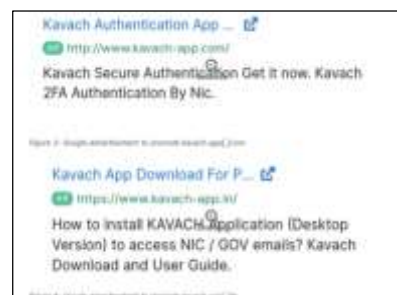 Kavach Authentication App ...
Ad http://www.kavach-app.com/
Kavach Secure Authentication Get it now. Kavach
2FA Authentication By Nic.
Kavach App Download For P...
Ad https://www.kavach-app.in/
How to install KAVACH Application (Desktop
Version) to access NIC / GOV emails? Kavach
Download and User Guide.